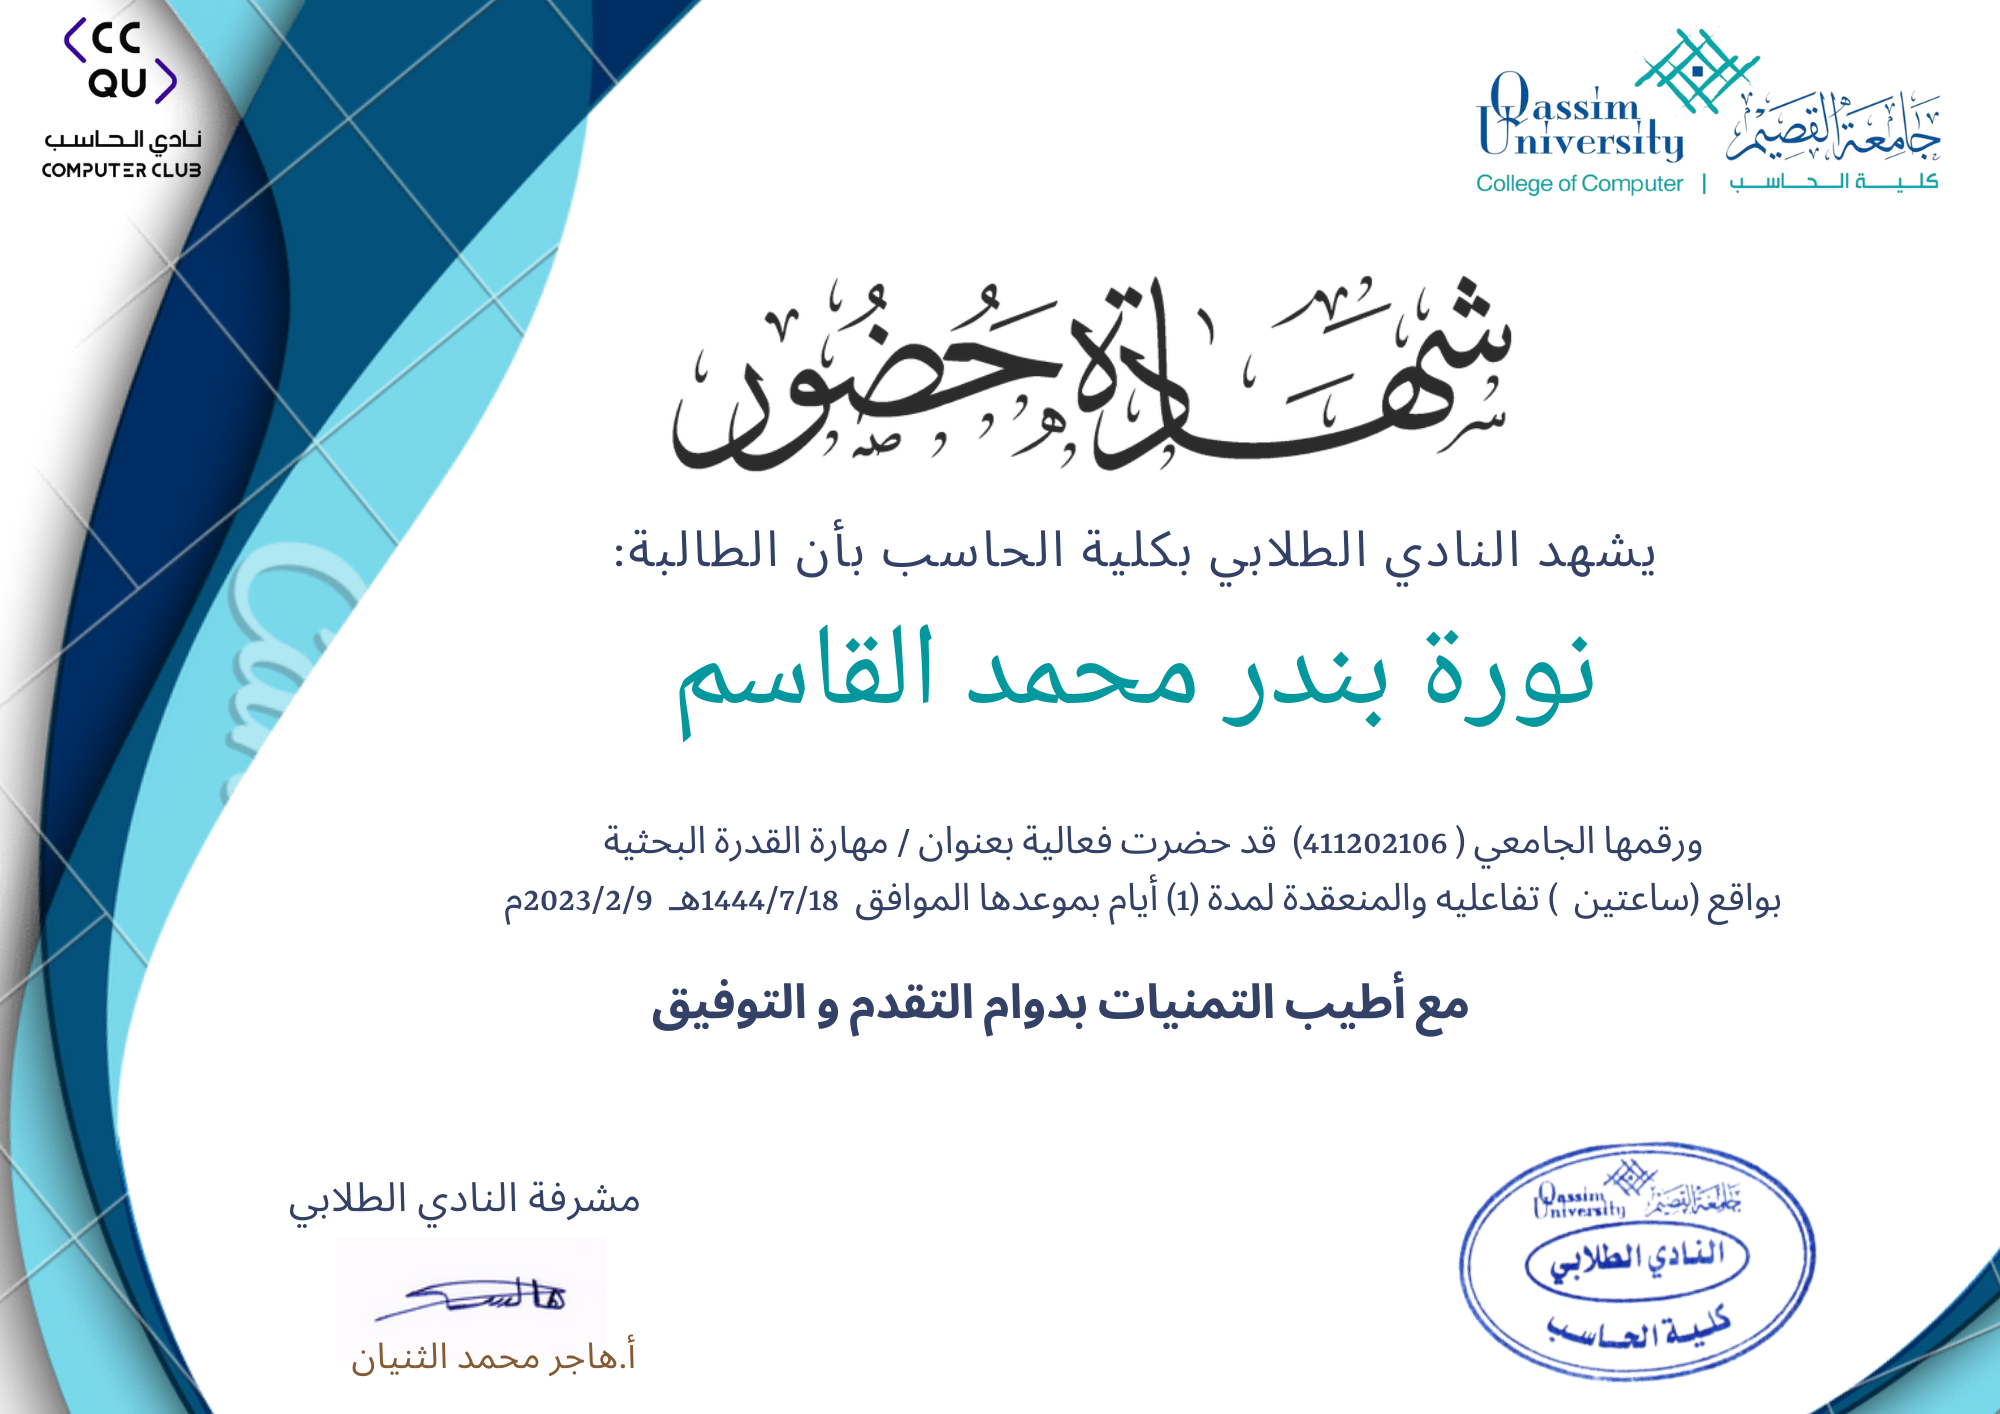 CC
QU
نادي الحاسب
COMPUTER CLUB
Qassim
University
جامعة القصيم
College of Computer | كلية الحاسب
شهادة حضور
يشهد النادي الطلابي بكلية الحاسب بأن الطالبة:
نورة بندر محمد القاسم
ورقمها الجامعي ( 411202106) قد حضرت فعالية بعنوان / مهارة القدرة البحثية
بواقع (ساعتين ) تفاعليه والمنعقدة لمدة (1) أيام بموعدها الموافق 1444/7/18هـ 2023/2/9م
مع أطيب التمنيات بدوام التقدم و التوفيق
مشرفة النادي الطلابي
أ.هاجر محمد الثنيان
Qassim
University
جامعة القصيم
النادي الطلابي
كلية الحاسب